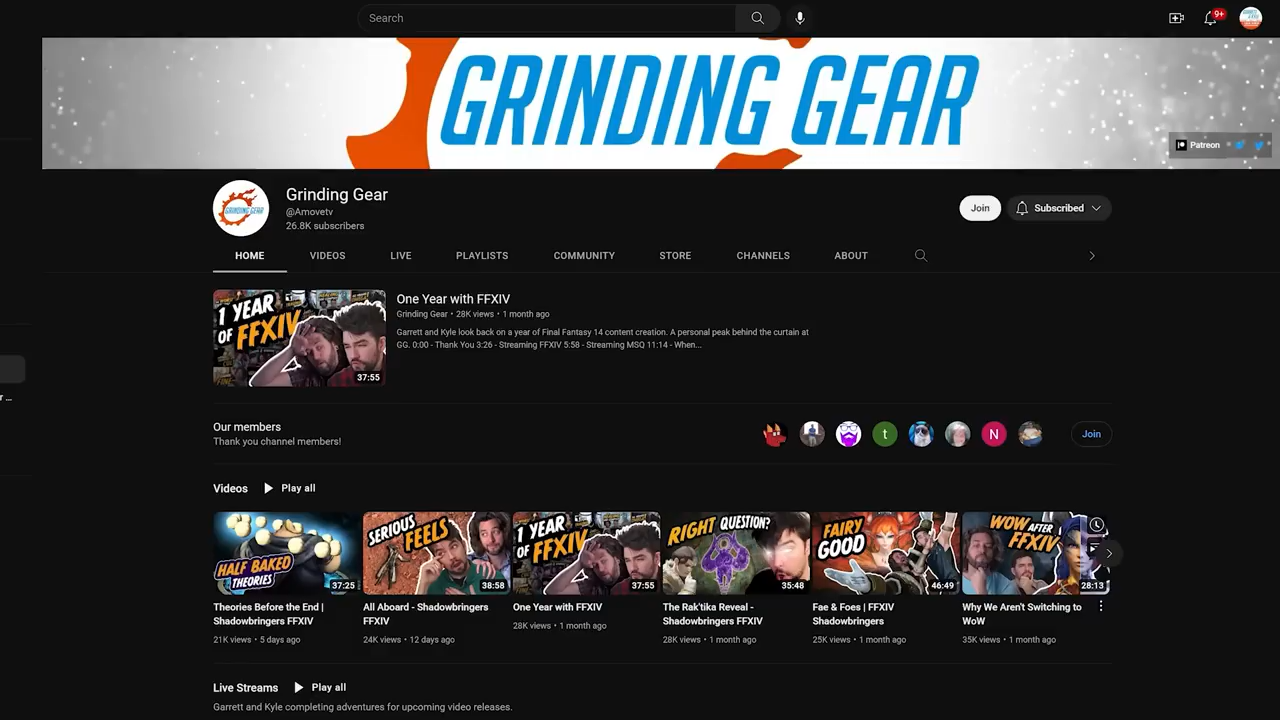 Search
9+
GRINDING GEAR
Patreon
GRINDING GEAR
Grinding Gear
@Amovetv
26.8K subscribers
Join
Subscribed
HOME
VIDEOS
LIVE
PLAYLISTS
COMMUNITY
STORE
CHANNELS
ABOUT
1 YEAR
OF FFXIV
37:55
One Year with FFXIV
Grinding Gear • 28K views • 1 month ago
Garrett and Kyle look back on a year of Final Fantasy 14 content creation. A personal peak behind the curtain at
GG. 0:00 - Thank You 3:26 - Streaming FFXIV 5:58 - Streaming MSQ 11:14 - When...
r ...
Our members
Thank you channel members!
t
N
Join
Videos
Play all
HALF BAKED
THEORIES
37:25
SERIOUS
FEELS
38:58
1 YEAR
OF FFXIV
37:55
RIGHT QUESTION?
35:48
FAIRY
GOOD
46:49
WOW AFTER
FFXIV
28:13
Theories Before the End |
Shadowbringers FFXIV
21K views • 5 days ago
All Aboard - Shadowbringers
FFXIV
24K views • 12 days ago
One Year with FFXIV
28K views • 1 month ago
The Rak'tika Reveal -
Shadowbringers FFXIV
28K views • 1 month ago
Fae & Foes | FFXIV
Shadowbringers
25K views • 1 month ago
Why We Aren't Switching to
WoW
35K views • 1 month ago
Live Streams
Play all
Garrett and Kyle completing adventures for upcoming video releases.